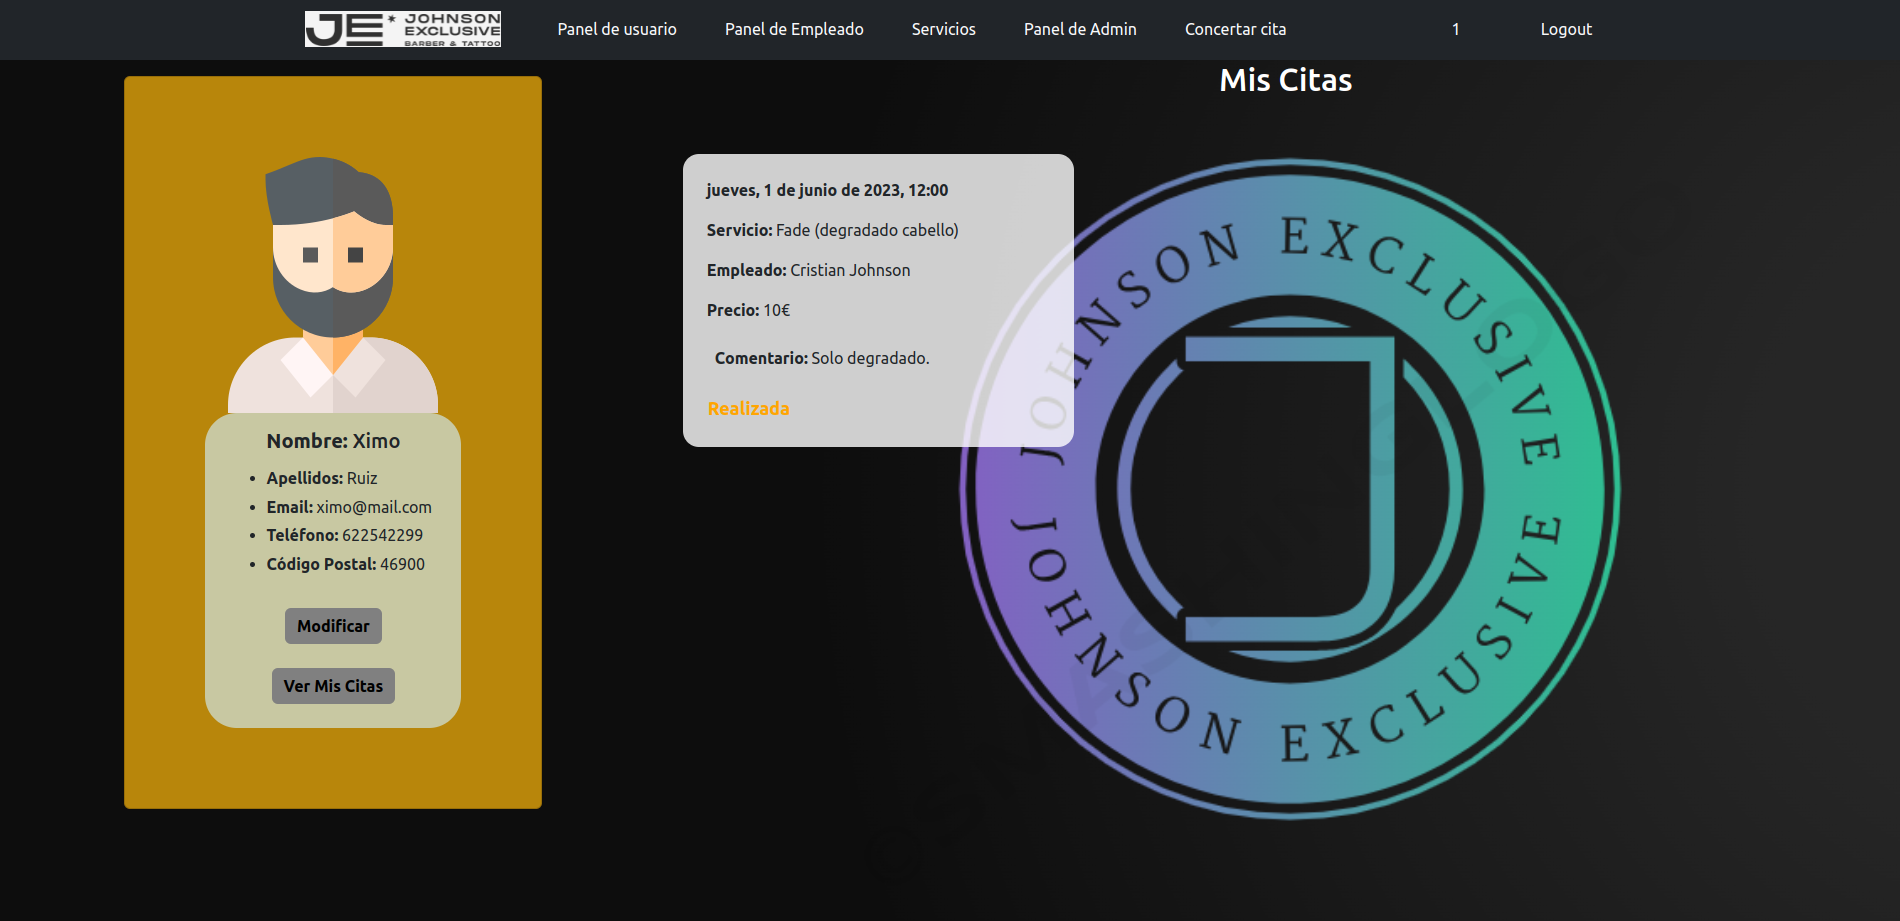 JE* JOHNSON
EXCLUSIVE
BARBER & TATTOO
Panel de usuario
Panel de Empleado
Servicios
Panel de Admin
Concertar cita
1
Logout
Mis Citas
Nombre: Ximo
Apellidos: Ruiz
Email: ximo@mail.com
Teléfono: 622542299
Código Postal: 46900
Modificar
Ver Mis Citas
jueves, 1 de junio de 2023, 12:00
Servicio: Fade (degradado cabello)
Empleado: Cristian Johnson
Precio: 10€
Comentario: Solo degradado.
Realizada
JOHNSON EXCLUSIVE
J
JOHNSON EXCLUSIVE